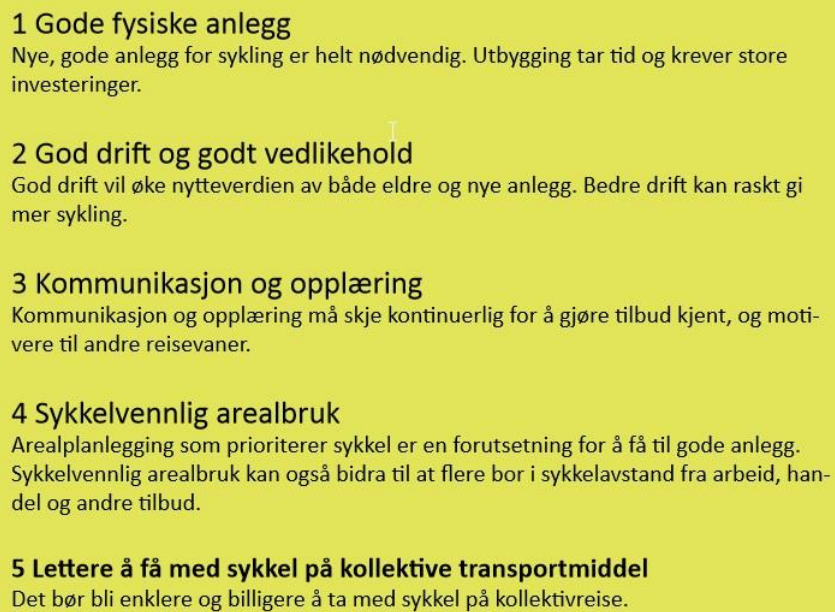 1 Gode fysiske anlegg
Nye, gode anlegg for sykling er helt nødvendig. Utbygging tar tid og krever store
investeringer.
2 God drift og godt vedlikehold
God drift vil øke nytteverdien av både eldre og nye anlegg. Bedre drift kan raskt gi
mer sykling.
3 Kommunikasjon og opplæring
Kommunikasjon og opplæring må skje kontinuerlig for å gjøre tilbud kjent, og moti-
vere til andre reisevaner.
4 Sykkelvennlig arealbruk
Arealplanlegging som prioriterer sykkel er en forutsetning for å få til gode anlegg.
Sykkelvennlig arealbruk kan også bidra til at flere bor i sykkelavstand fra arbeid, han-
del og andre tilbud.
5 Lettere å få med sykkel på kollektive transportmiddel
Det bør bli enklere og billigere å ta med sykkel på kollektivreise.